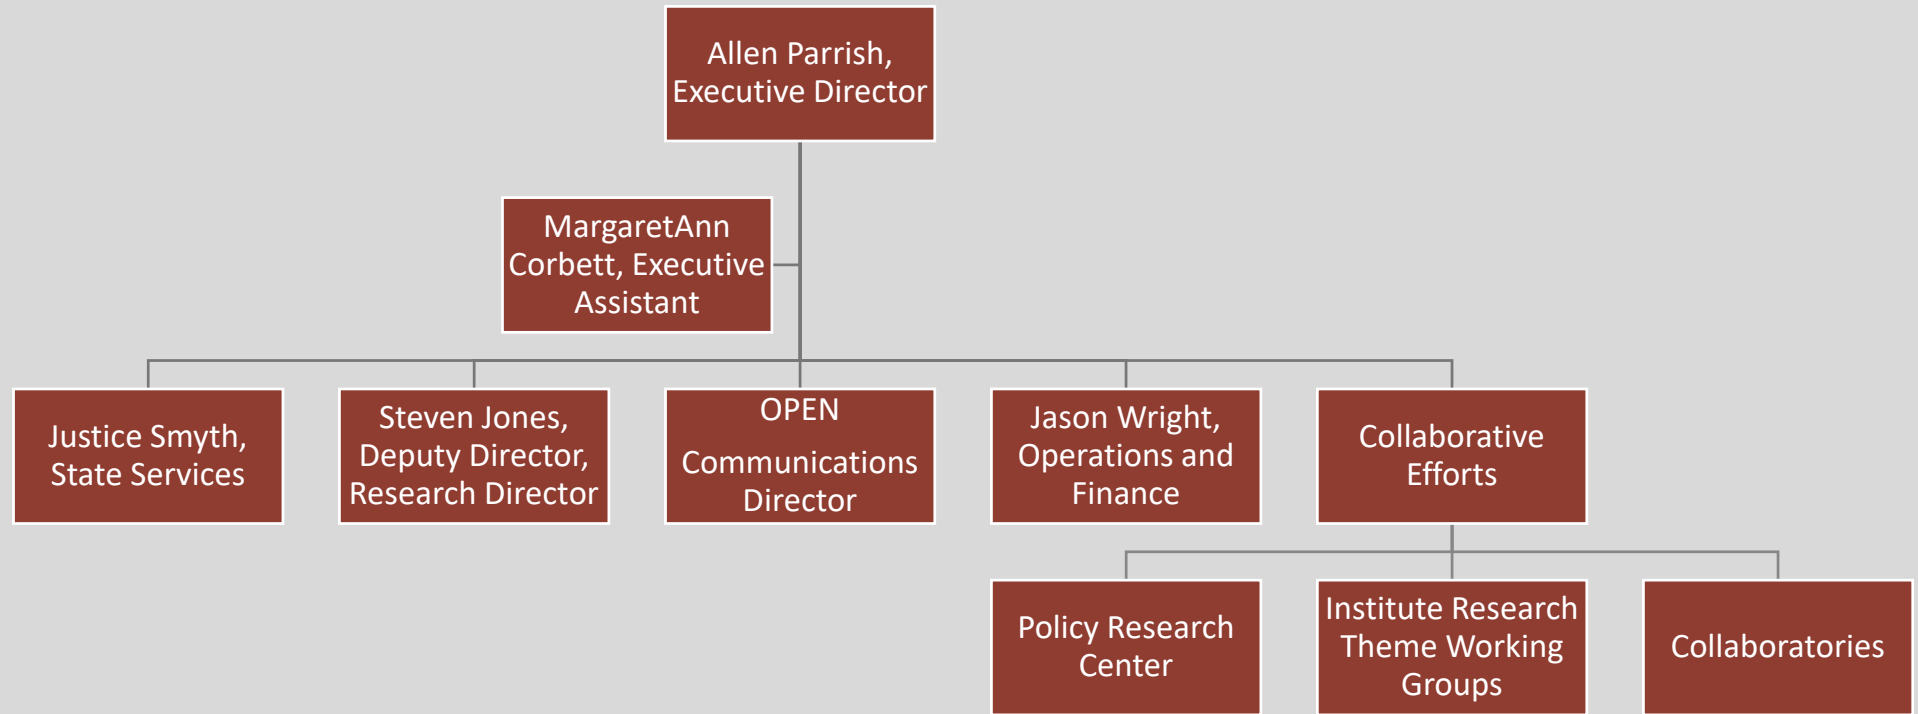 Allen Parrish,
Executive Director
MargaretAnn
Corbett, Executive
Assistant
Justice Smyth,
State Services
Steven Jones,
Deputy Director,
Research Director
OPEN
Communications
Director
Jason Wright,
Operations and
Finance
Collaborative
Efforts
Policy Research
Center
Institute Research
Theme Working
Groups
Collaboratories